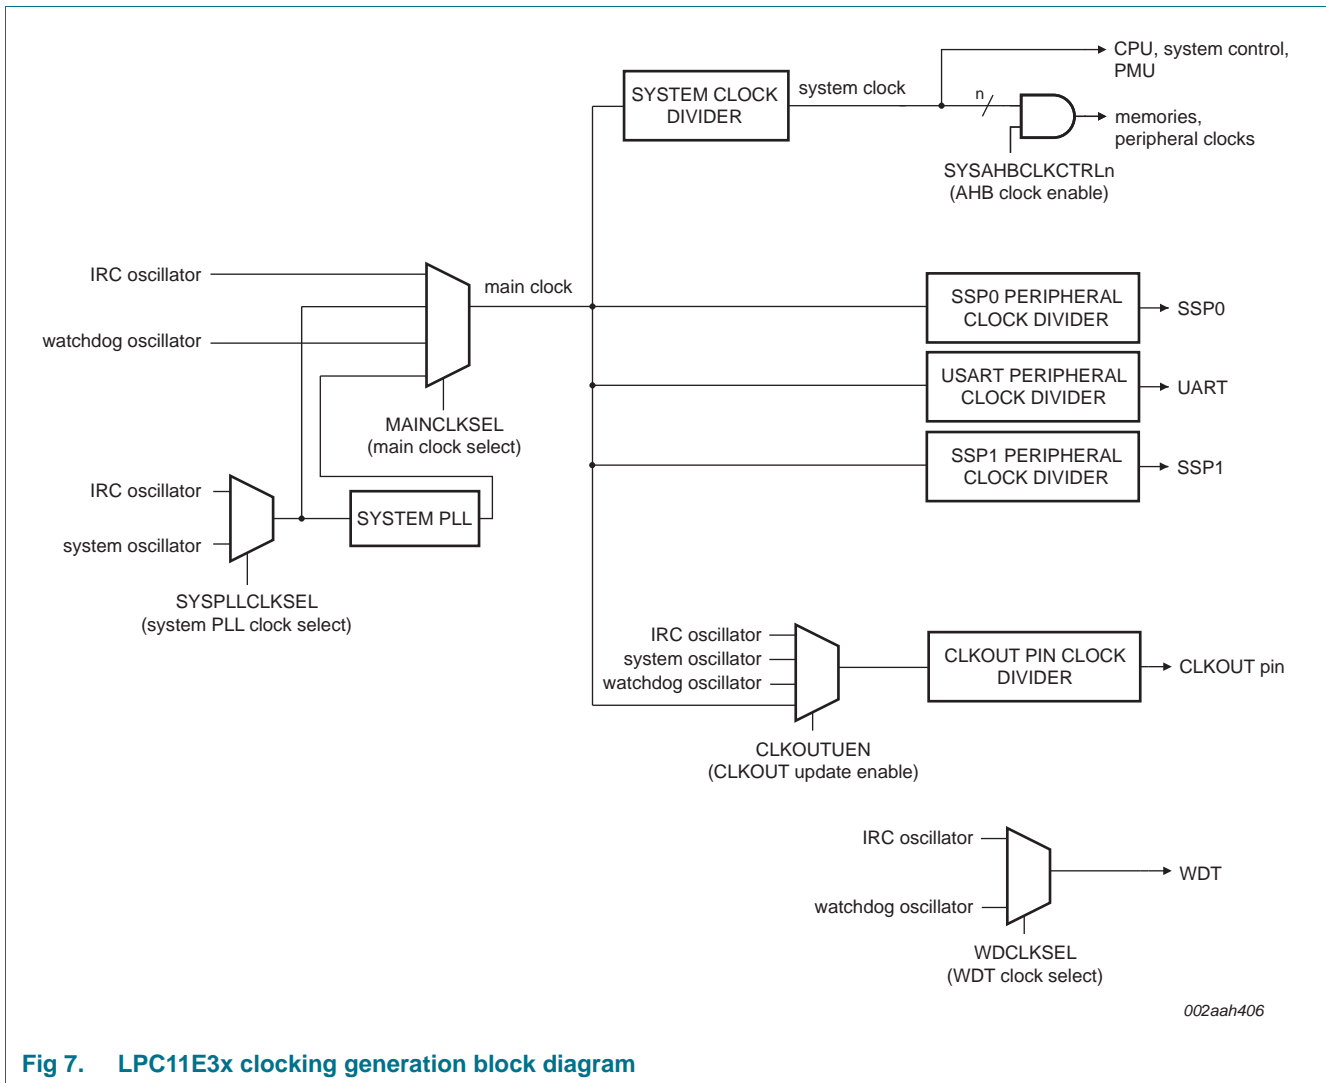 CPU, system control,
PMU
SYSTEM CLOCK
DIVIDER
system clock
n
memories,
peripheral clocks
SYSAHBCLKCTRLn
(AHB clock enable)
IRC oscillator
main clock
SSP0 PERIPHERAL
CLOCK DIVIDER
SSP0
watchdog oscillator
USART PERIPHERAL
CLOCK DIVIDER
UART
MAINCLKSEL
(main clock select)
SSP1 PERIPHERAL
CLOCK DIVIDER
SSP1
IRC oscillator
SYSTEM PLL
system oscillator
SYSPLLCLKSEL
(system PLL clock select)
IRC oscillator
system oscillator
watchdog oscillator
CLKOUT PIN CLOCK
DIVIDER
CLKOUT pin
CLKOUTUEN
(CLKOUT update enable)
IRC oscillator
WDT
watchdog oscillator
WDCLKSEL
(WDT clock select)
002aah406
Fig 7. LPC11E3x clocking generation block diagram